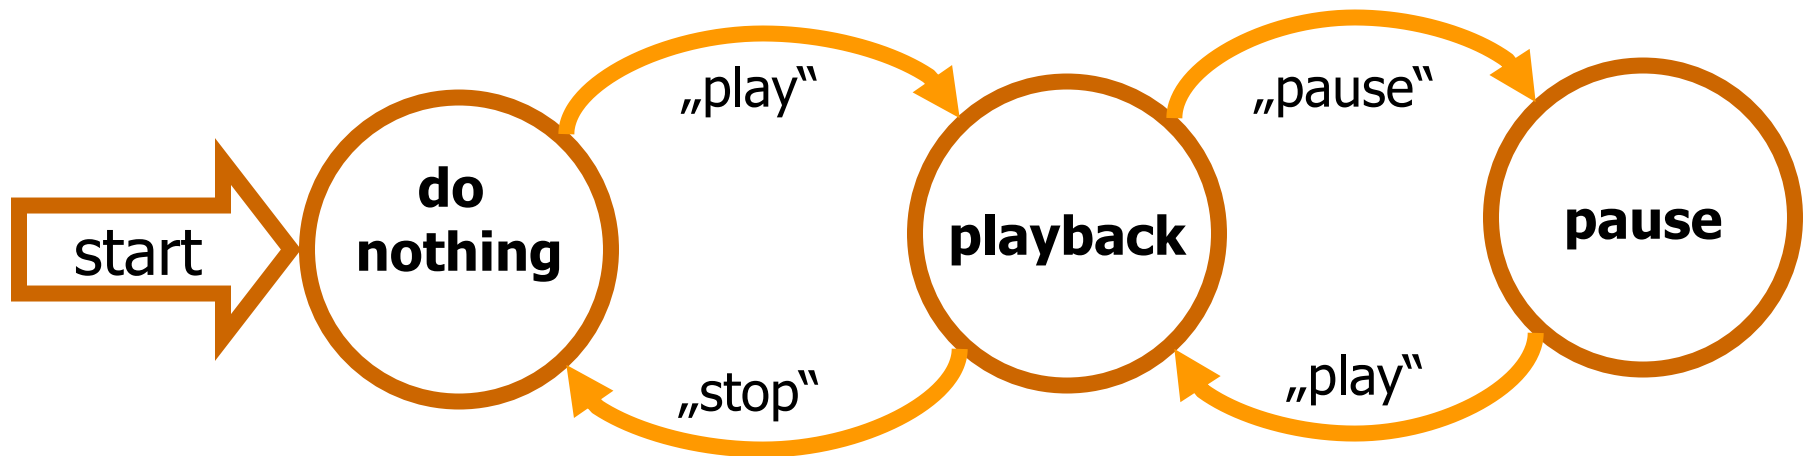 start
do
nothing
„play“
„stop“
playback
„pause“
„play“
pause